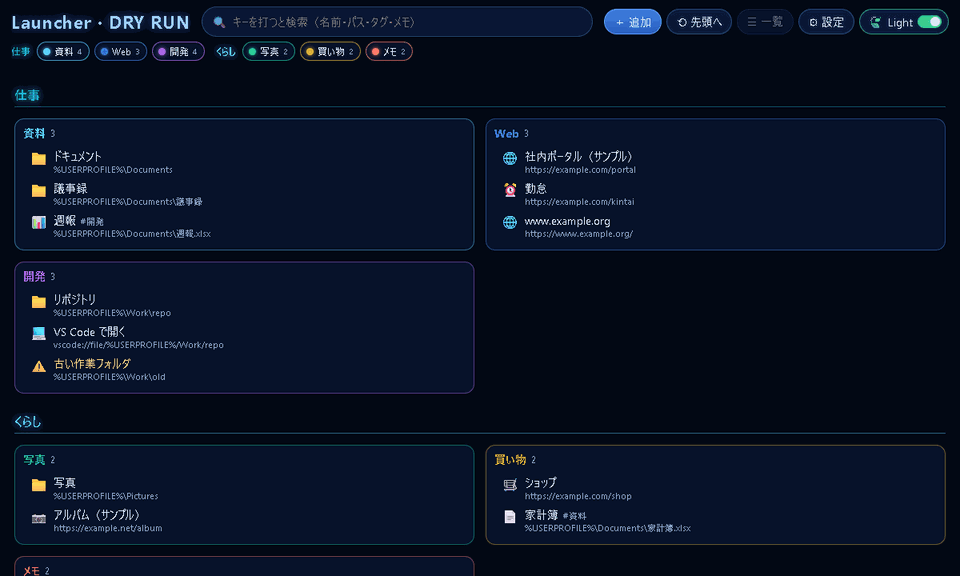 Launcher · DRY RUN
キーを打つと検索（名前・パス・タグ・メモ）
＋ 追加
先頭へ
一覧
設定
Light
仕事 資料 4 Web 3 開発 4 くらし 写真 2 買い物 2 メモ 2
仕事
資料 3
ドキュメント
%USERPROFILE%\Documents
議事録
%USERPROFILE%\Documents\議事録
週報 #開発
%USERPROFILE%\Documents\週報.xlsx
Web 3
社内ポータル（サンプル）
https://example.com/portal
勤怠
https://example.com/kintai
www.example.org
https://www.example.org/
開発 3
リポジトリ
%USERPROFILE%\Work\repo
VS Code で開く
vscode://file/%USERPROFILE%/Work/repo
古い作業フォルダ
%USERPROFILE%\Work\old
くらし
写真 2
写真
%USERPROFILE%\Pictures
アルバム（サンプル）
https://example.net/album
買い物 2
ショップ
https://example.com/shop
家計簿 #資料
%USERPROFILE%\Documents\家計簿.xlsx
メモ 2